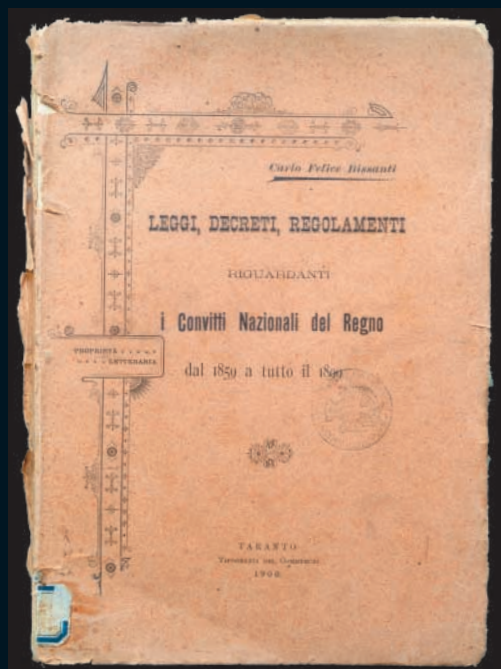 Carlo Felice Bissanti
LEGGI, DECRETI, REGOLAMENTI
RIGUARDANTI
i Convitti Nazionali del Regno
dal 1859 a tutto il 1899
PROPRIETÀ
LETTERARIA
TARANTO
Tipografia del Commercio
1900